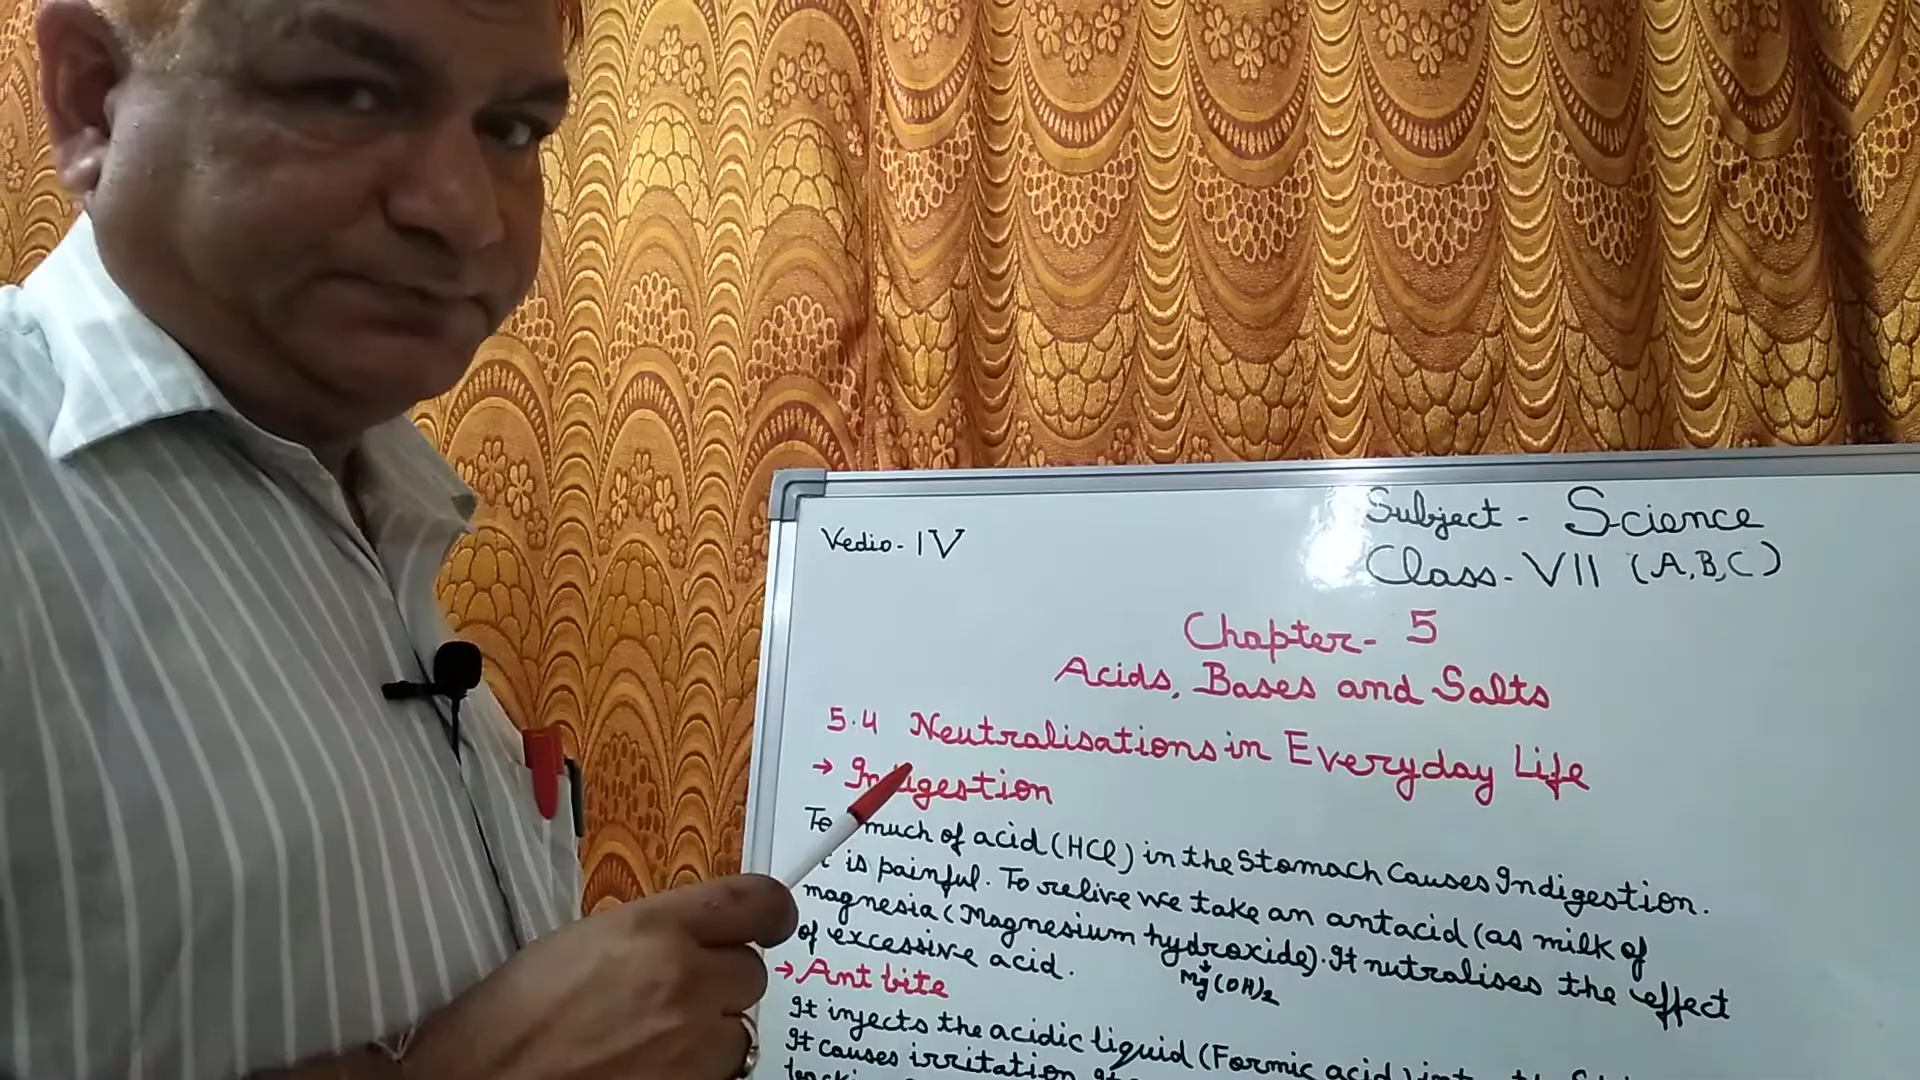 Vedio-IV
Subject - Science
Class-VII (A,B,C)
Chapter- 5
Acids, Bases and Salts
5.4 Neutralisations in Everyday Life
→ Indigestion
much of acid (HCl) in the Stomach Causes Indigestion.
is painful. To relive we take an antacid (as milk of
magnesia (Magnesium hydroxide). It nutralises the effect
of excessive acid.
Mg(OH)2
→ Ant bite
It injects the acidic liquid (Formic acid)
It causes irritation